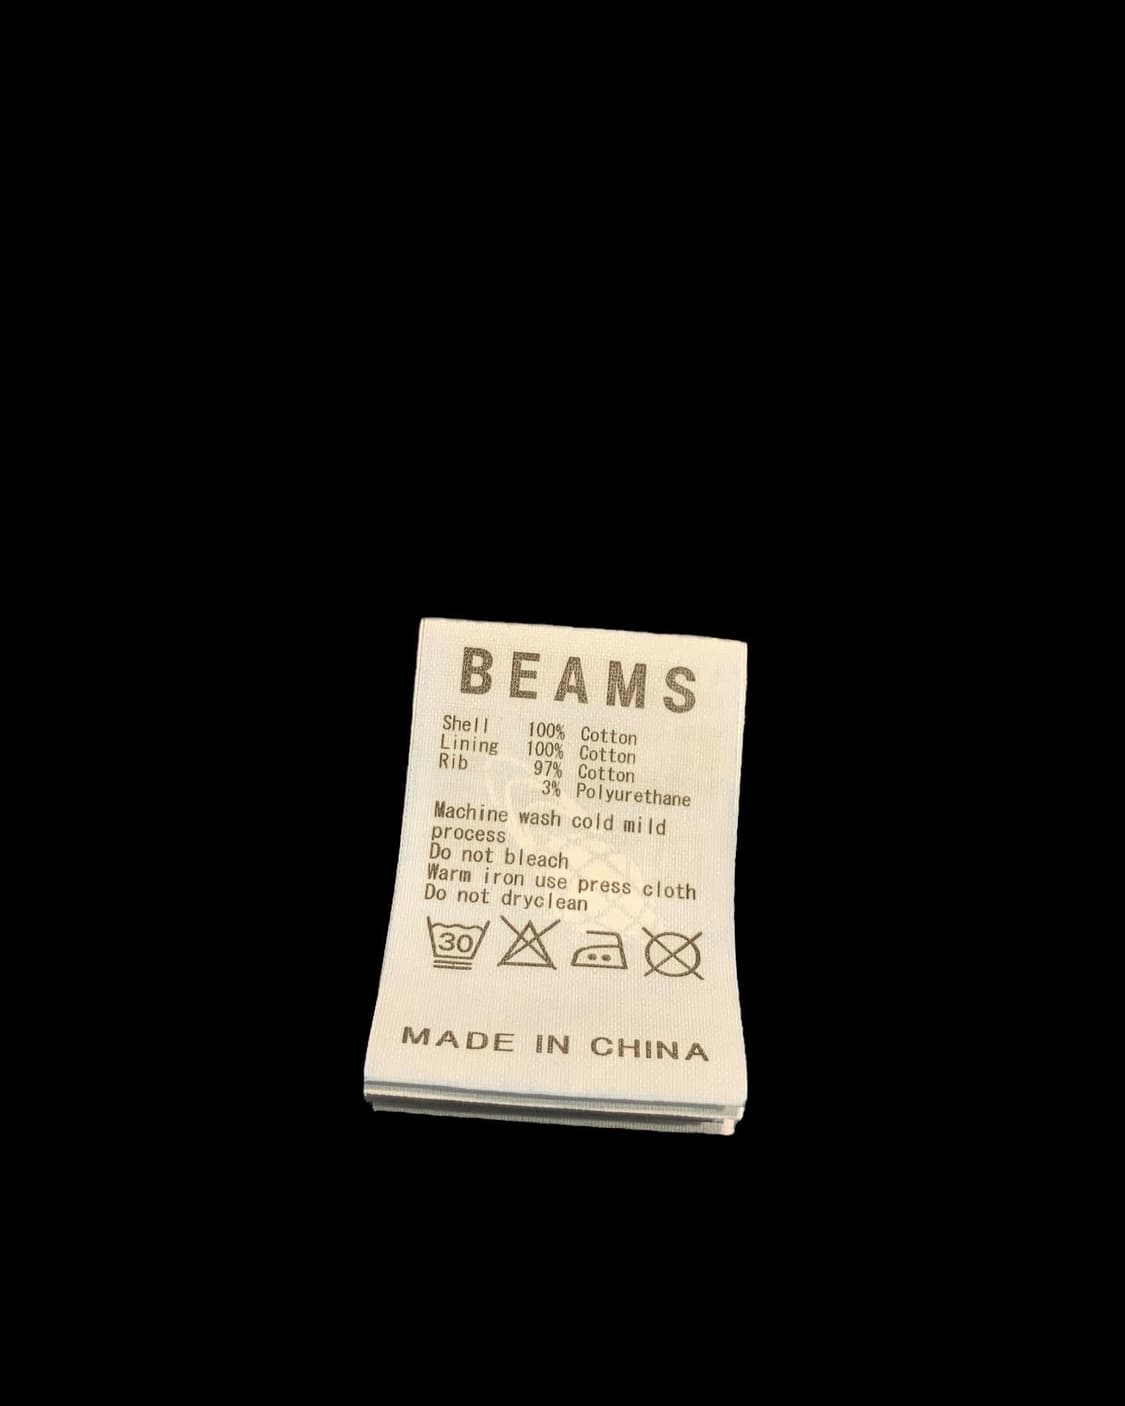 BEAMS
Shell 100% Cotton
Lining 100% Cotton
Rib 97% Cotton
3% Polyurethane
Machine wash cold mild
process
Do not bleach
Warm iron use press cloth
Do not dryclean
30
MADE IN CHINA